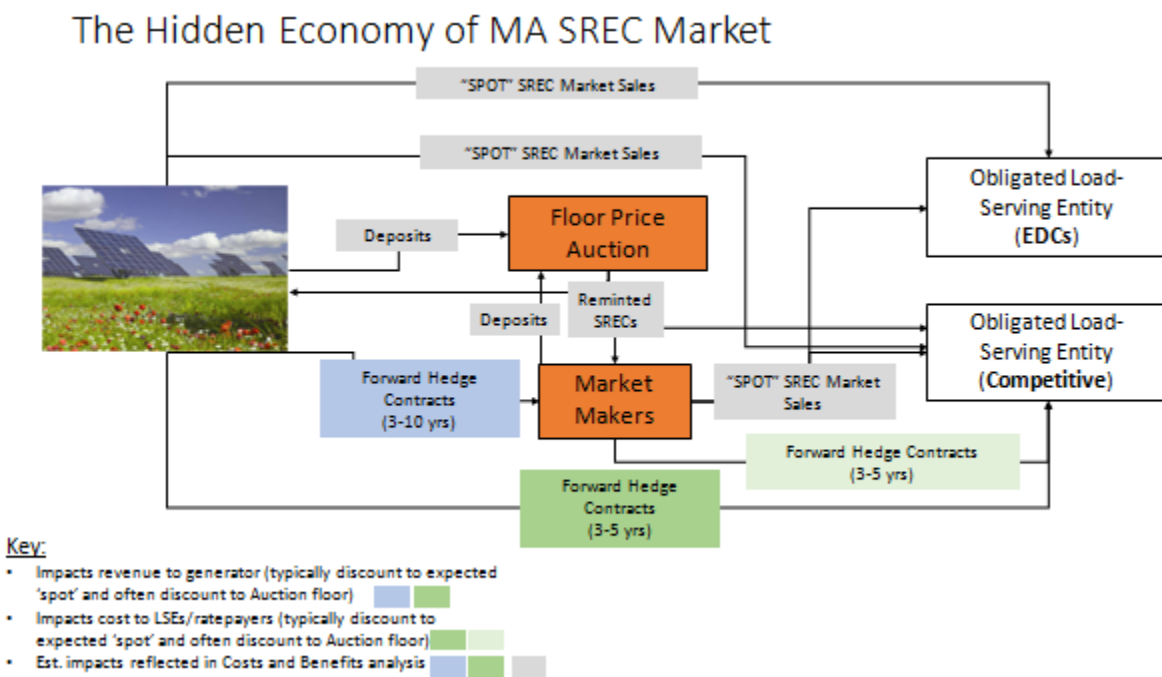 The Hidden Economy of MA SREC Market
“SPOT” SREC Market Sales
“SPOT” SREC Market Sales
Obligated Load-
Serving Entity
(EDCs)
Floor Price
Auction
Deposits
Reminted
SRECs
Deposits
Obligated Load-
Serving Entity
(Competitive)
Forward Hedge
Contracts
(3-10 yrs)
Market
Makers
“SPOT” SREC Market
Sales
Forward Hedge Contracts
(3-5 yrs)
Forward Hedge
Contracts
(3-5 yrs)
Key:
• Impacts revenue to generator (typically discount to expected
‘spot’ and often discount to Auction floor)
• Impacts cost to LSEs/ratepayers (typically discount to
expected ‘spot’ and often discount to Auction floor)
• Est. impacts reflected in Costs and Benefits analysis